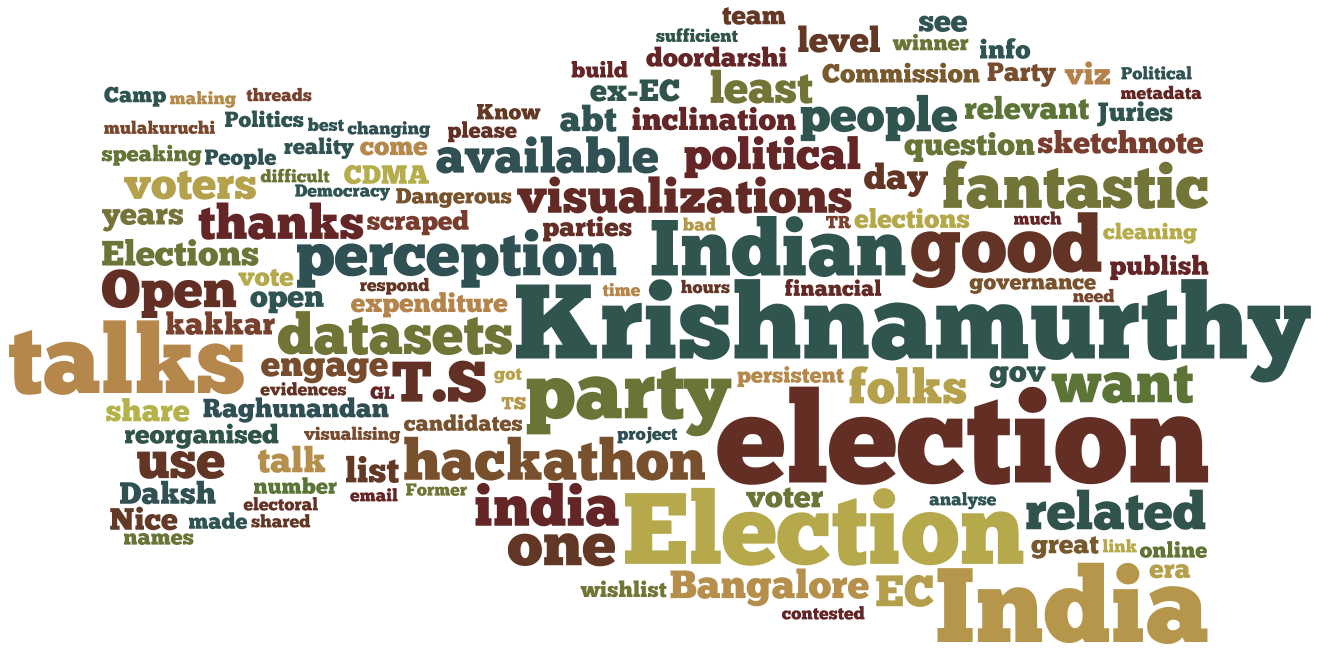 team
see
sufficient
level
winner
info
doordarshi
build
Commission
Party
viz
Political
ex-EC
least
metadata
Camp
making
threads
Know
abt
inclination
people
relevant
Juries
mulakuruchi
Politics
best
changing
please
reality
come
available
political
question
sketchnote
speaking
People
difficult
CDMA
day
fantastic
voters
Democracy
Dangerous
visualizations
years
thanks
scraped
parties
bad
TR
elections
much
cleaning
Elections
perception
Indian
good
publish
vote
Open
open
respond
expenditure
time
hours
financial
governance
need
kakkar
datasets
Krishnamurthy
talks
engage
evidences
GL
T.S
got
TS
party
persistent
folks
gov
want
share
Raghunandan
reorganised
visualising
candidates
project
election
use
talk
list
hackathon
Daksh
number
email
Former
electoral
india
voter
analyse
related
Nice
made
shared
names
one
Election
great
link
online
era
wishlist
Bangalore
EC
India
contested